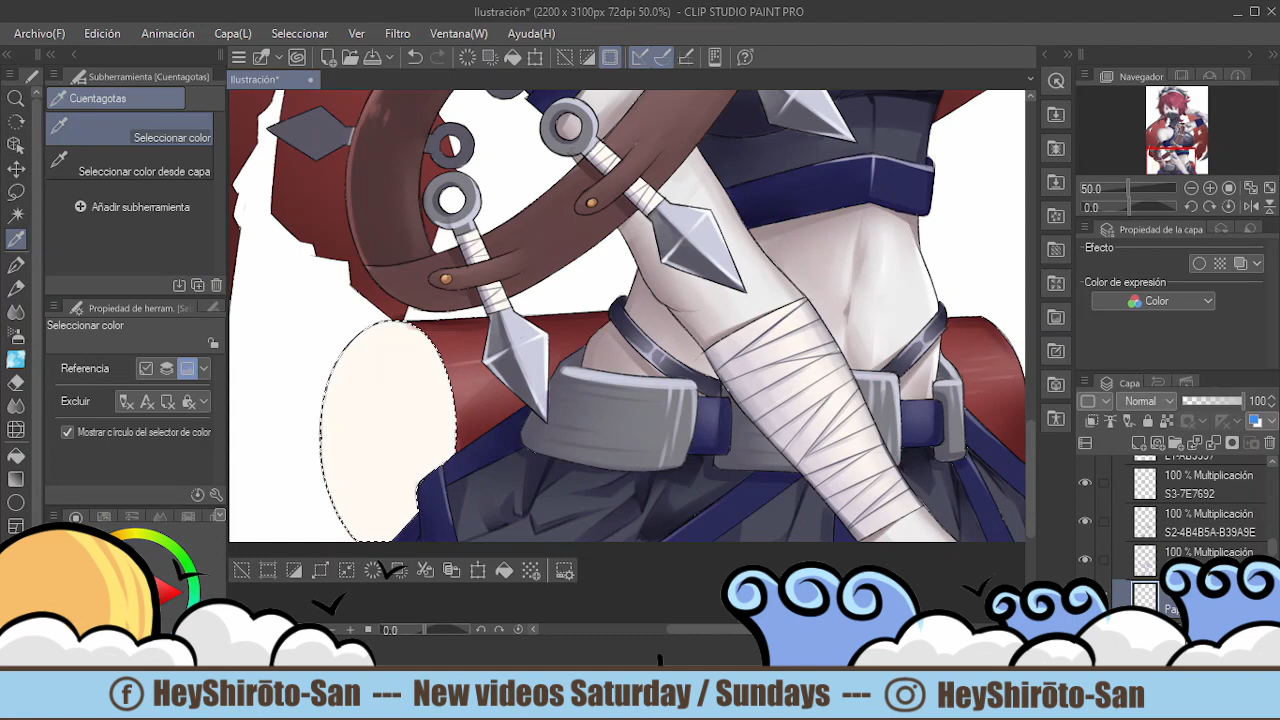 Ilustración* (2200 x 3100px 72dpi 50.0%) - CLIP STUDIO PAINT PRO
Archivo(F) Edición Animación Capa(L) Seleccionar Ver Filtro Ventana(W) Ayuda(H)
Subherramienta [Cuentagotas]
Ilustración*
Navegador
Cuentagotas
Seleccionar color
Seleccionar color desde capa
Añadir subherramienta
50.0
0.0
Propiedad de la capa
Efecto
Color de expresión
Color
Propiedad de herram. [Sel
Seleccionar color
Referencia
Excluir
Mostrar círculo del selector de color
Capa
Normal 100
100 % Multiplicación
S3-7E7692
100 % Multiplicación
S2-4B4B5A-B39A9E
100 % Multiplicación
0.0
f HeyShirōto-San --- New videos Saturday / Sundays --- HeyShirōto-San